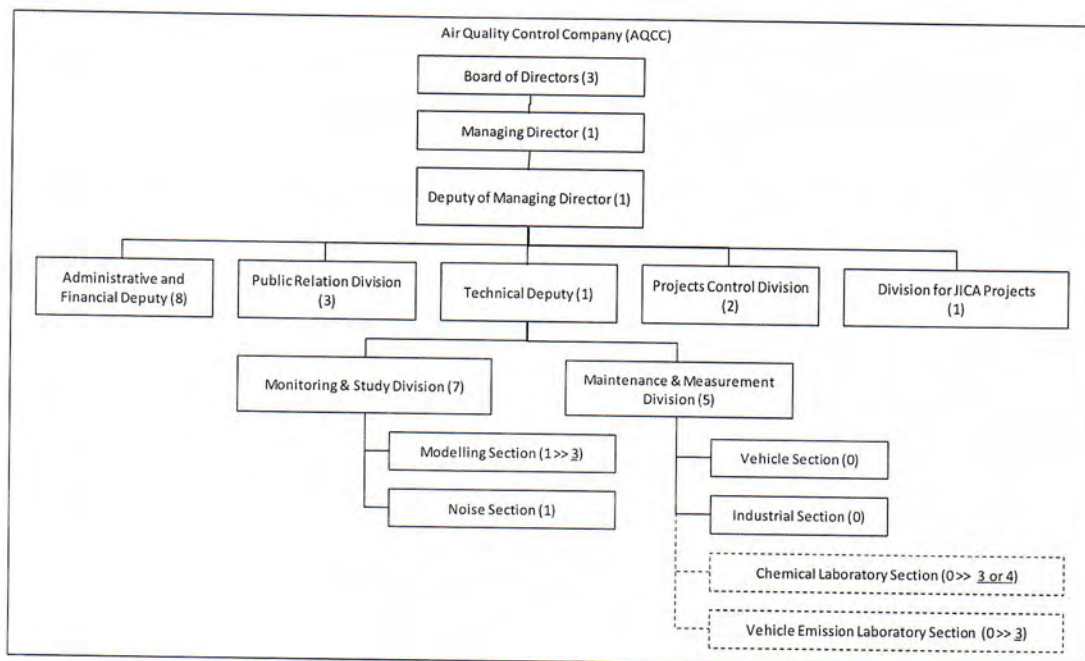 Air Quality Control Company (AQCC)
Board of Directors (3)
Managing Director (1)
Deputy of Managing Director (1)
Administrative and
Financial Deputy (8)
Public Relation Division
(3)
Technical Deputy (1)
Projects Control Division
(2)
Division for JICA Projects
(1)
Monitoring & Study Division (7)
Maintenance & Measurement
Division (5)
Modelling Section (1 >> 3)
Noise Section (1)
Vehicle Section (0)
Industrial Section (0)
Chemical Laboratory Section (0 >> 3 or 4)
Vehicle Emission Laboratory Section (0 >> 3)